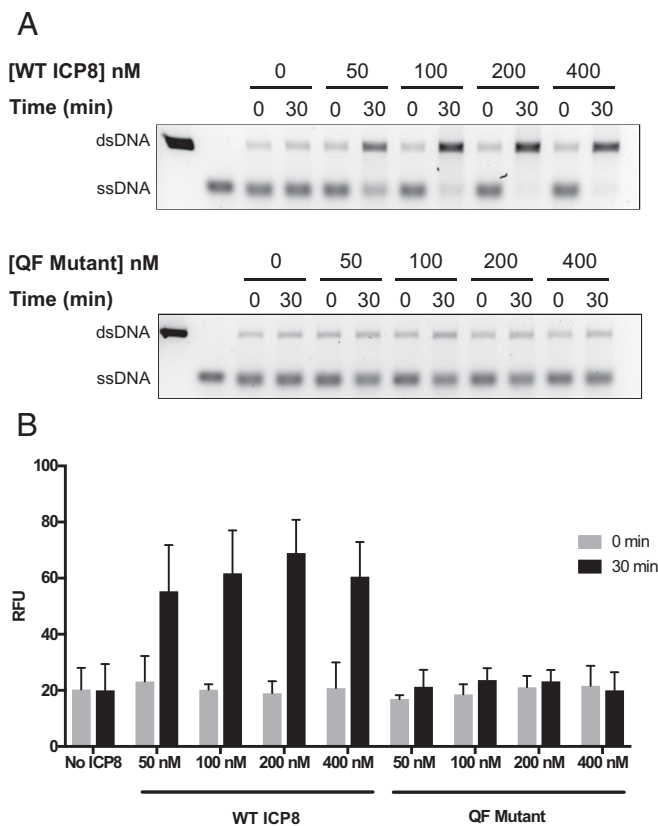 A
[WT ICP8] nM 0 50 100 200 400
Time (min) 0 30 0 30 0 30 0 30 0 30
dsDNA
ssDNA
[QF Mutant] nM 0 50 100 200 400
Time (min) 0 30 0 30 0 30 0 30 0 30
dsDNA
ssDNA
B
100
80
60
40
20
0
RFU
0 min
30 min
No ICP8 50 nM 100 nM 200 nM 400 nM 50 nM 100 nM 200 nM 400 nM
WT ICP8 QF Mutant